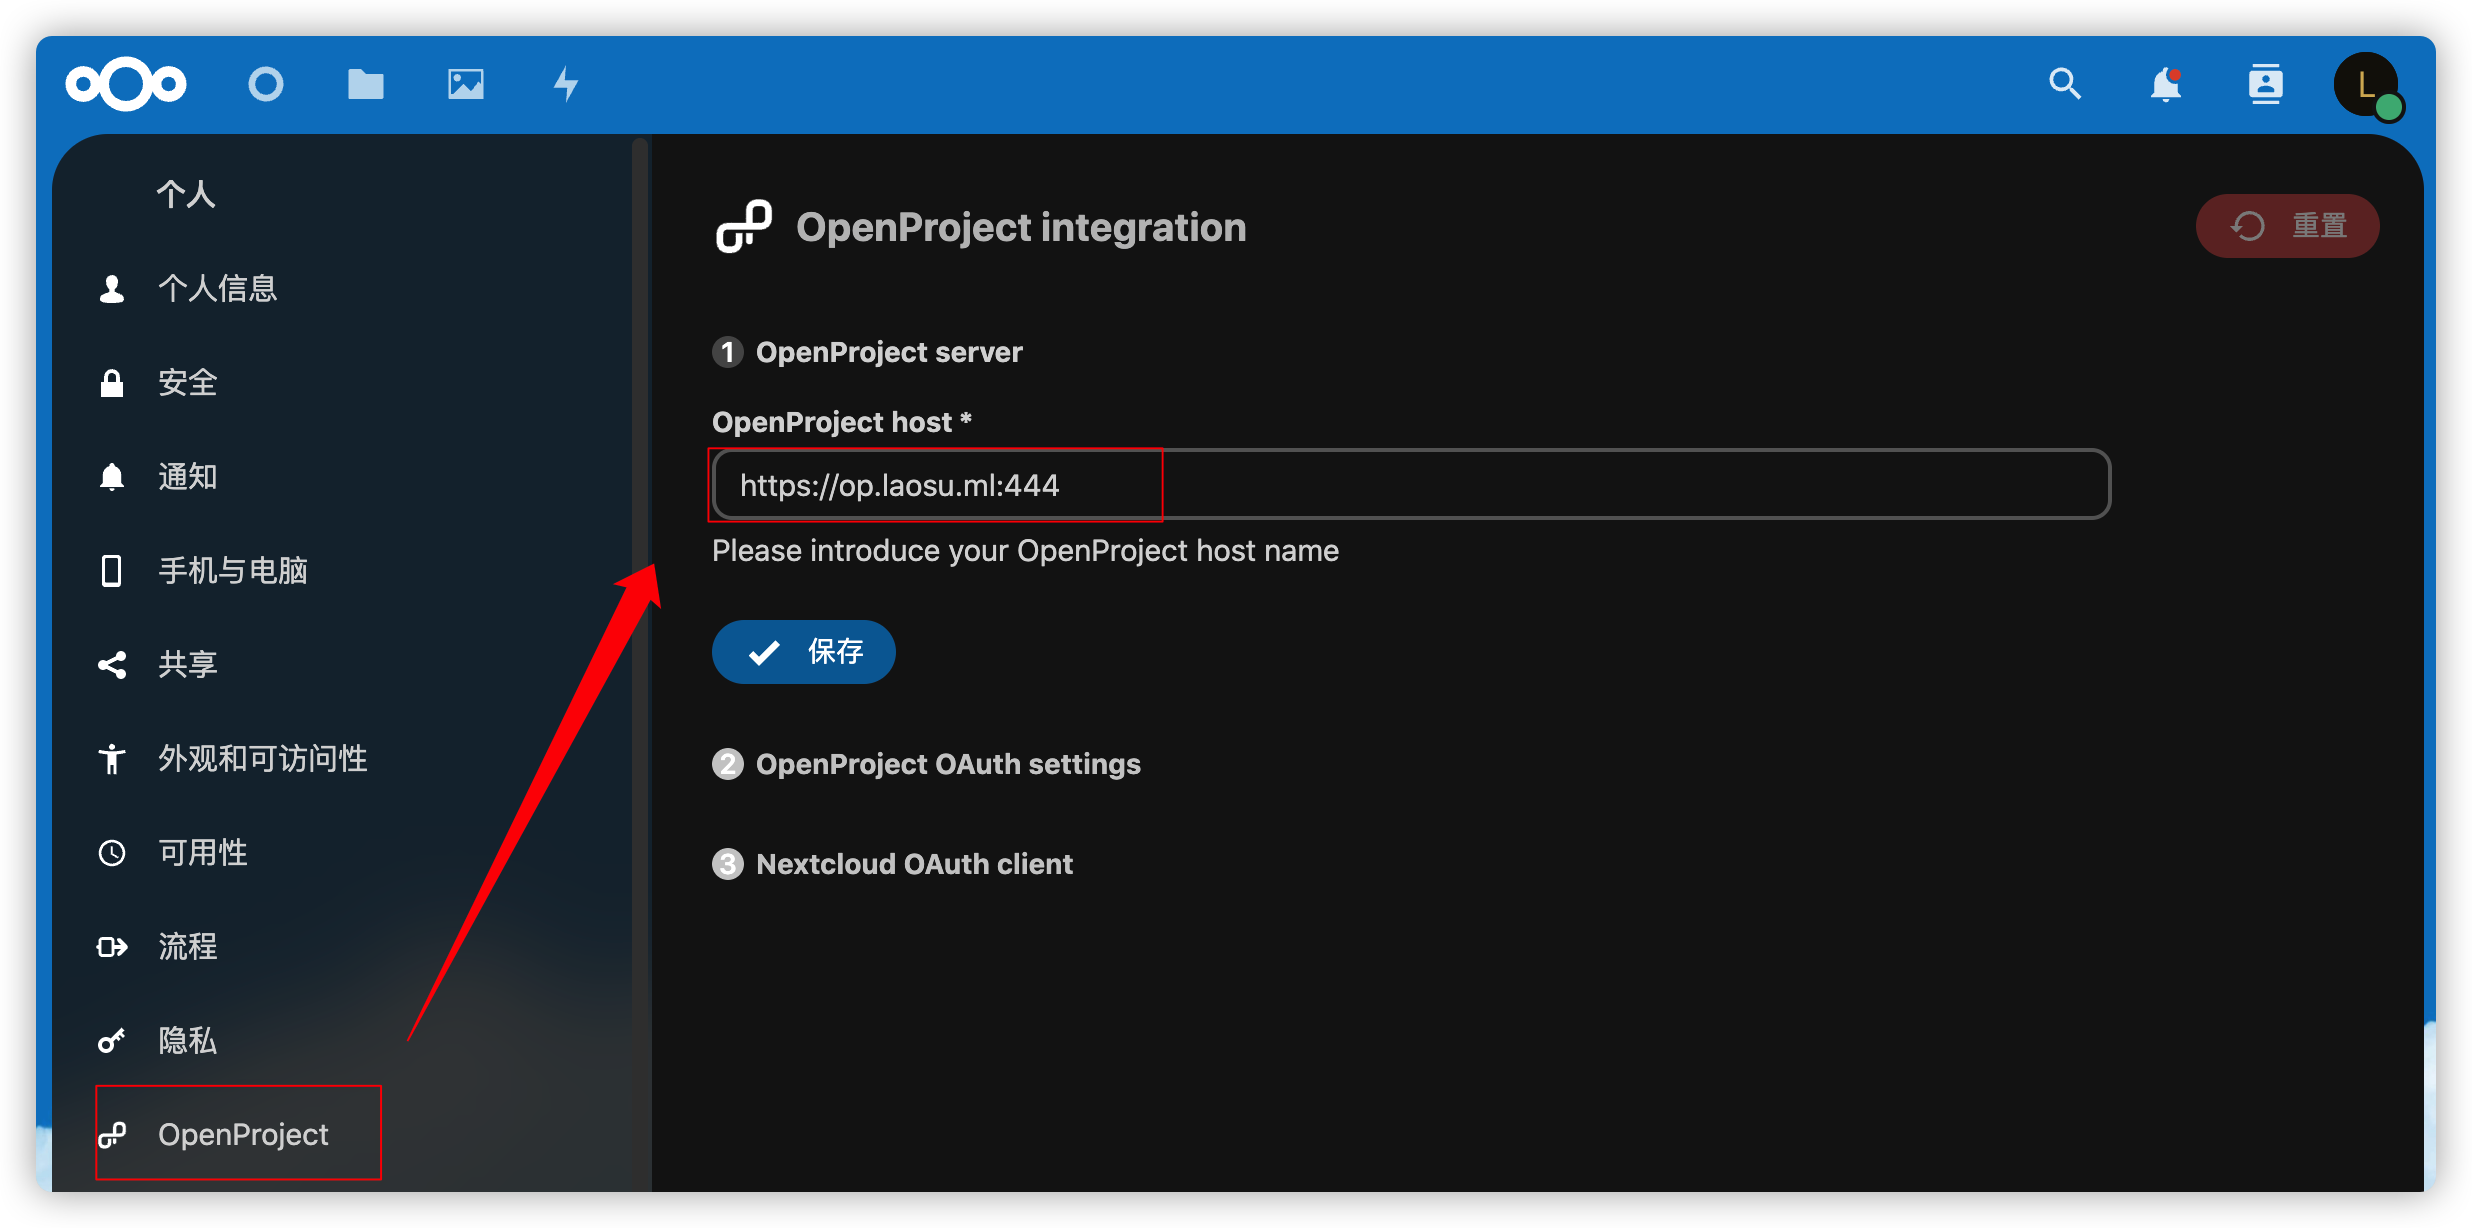 L
个人
个人信息
安全
通知
手机与电脑
共享
外观和可访问性
可用性
流程
隐私
OpenProject
OpenProject integration
重置
1 OpenProject server
OpenProject host *
https://op.laosu.ml:444
Please introduce your OpenProject host name
保存
2 OpenProject OAuth settings
3 Nextcloud OAuth client